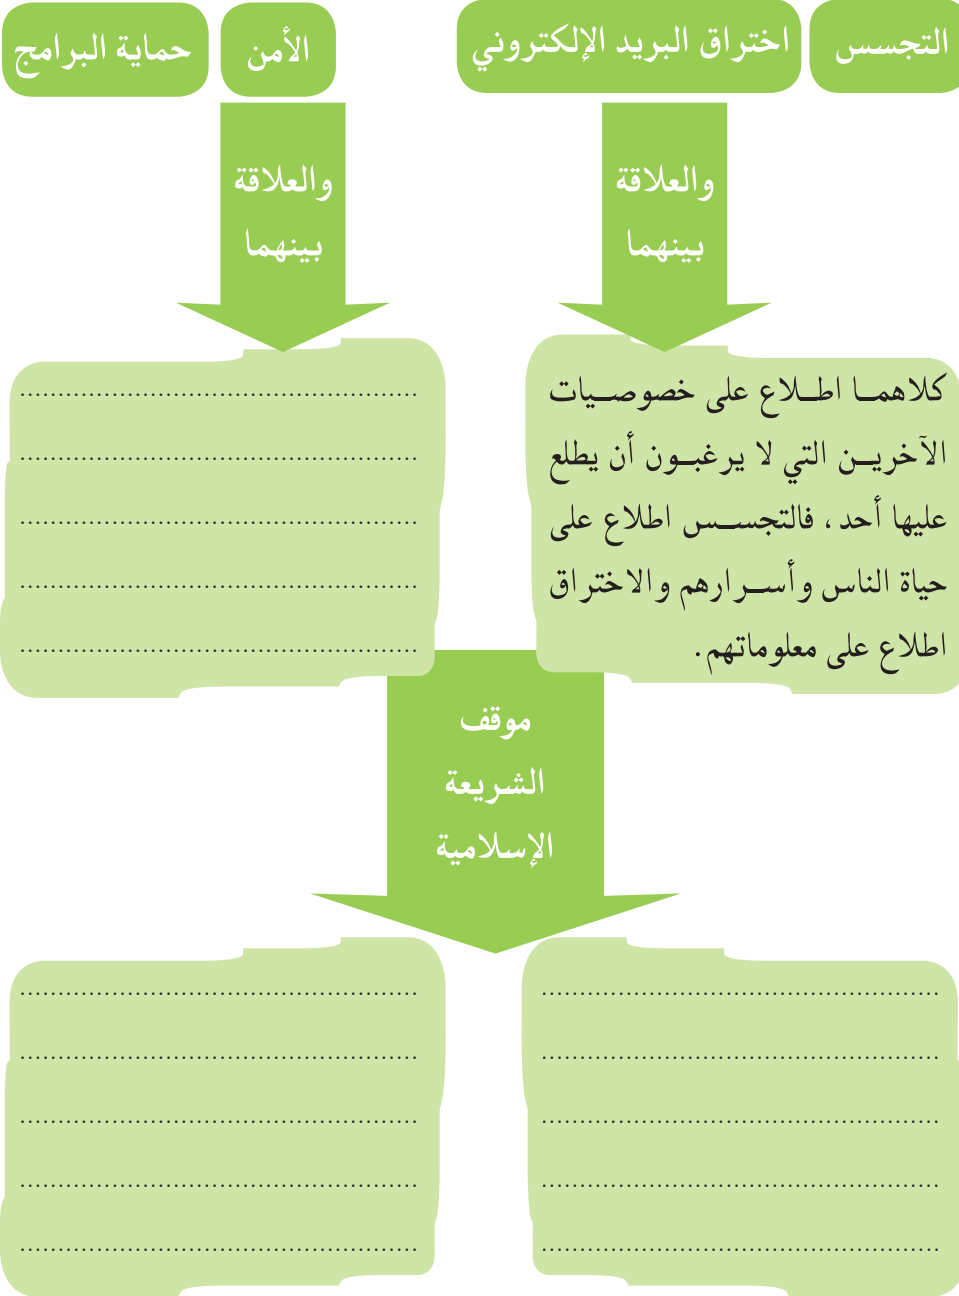 التجسس
اختراق البريد الإلكتروني
الأمن
حماية البرامج
والعلاقة
بينهما
والعلاقة
بينهما
كلاهما اطلاع على خصوصيات
الآخرين التي لا يرغبون أن يطلع
عليها أحد، فالتجسس اطلاع على
حياة الناس وأسرارهم والاختراق
اطلاع على معلوماتهم.
................................................
................................................
................................................
................................................
................................................
موقف
الشريعة
الإسلامية
................................................
................................................
................................................
................................................
................................................
................................................
................................................
................................................
................................................
................................................